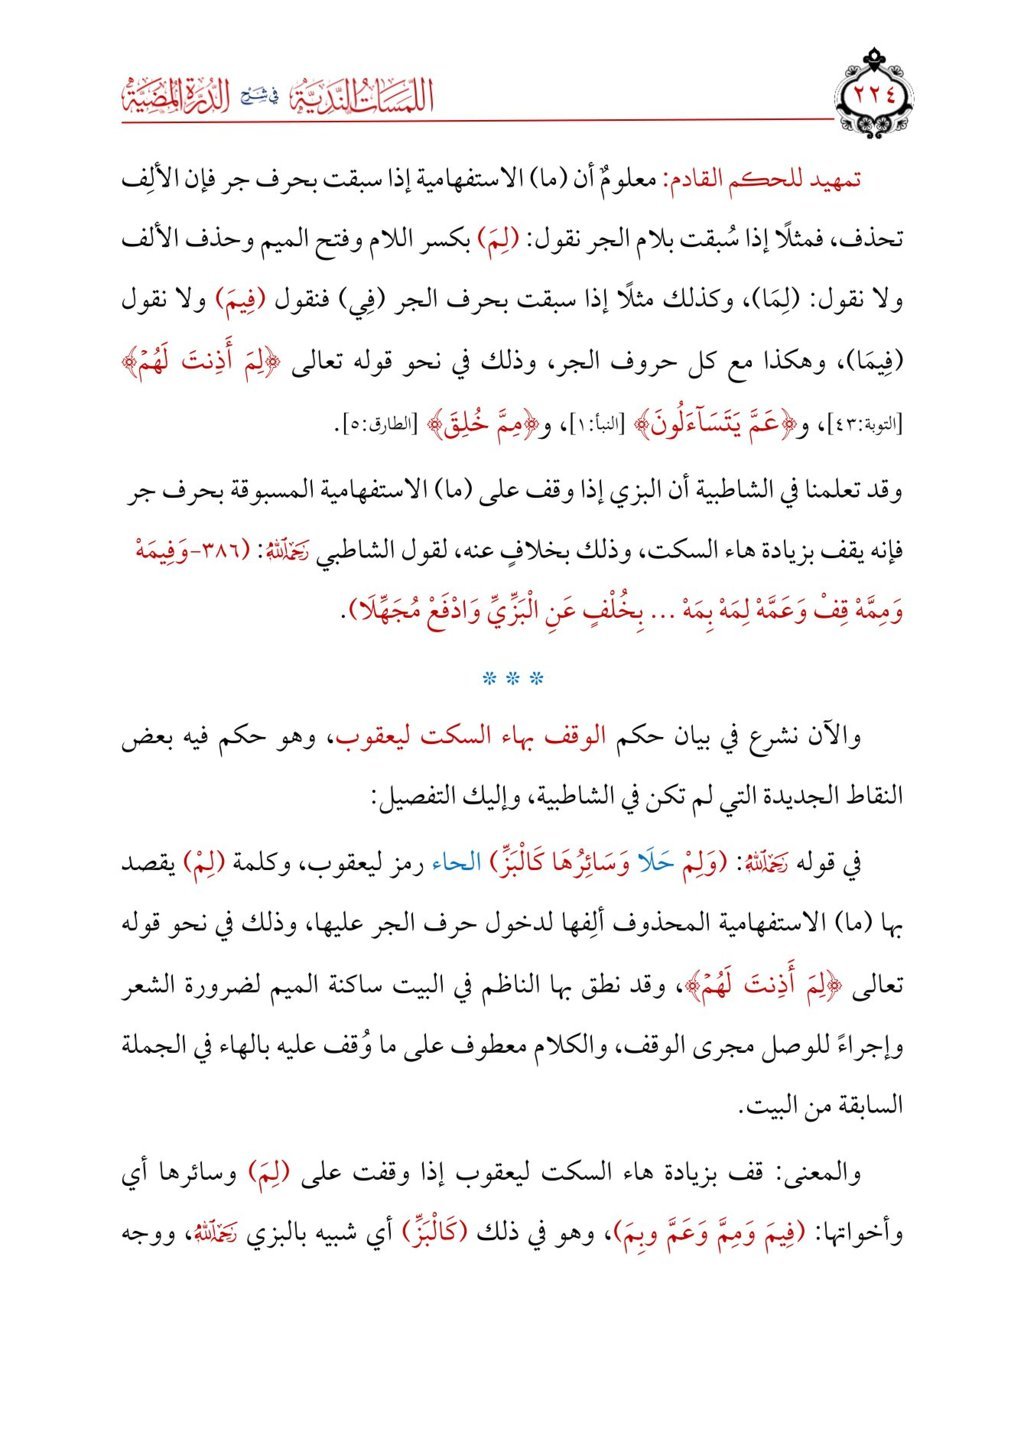 ٢٢٤
اللمسات الندية في شرح الدرة المضية
تمهيد للحكم القادم: معلومٌ أن (ما) الاستفهامية إذا سبقت بحرف جر فإن الألِف
تحذف، فمثلًا إذا سُبقت بلام الجر نقول: (لِمَ) بكسر اللام وفتح الميم وحذف الألف
ولا نقول: (لِمَا)، وكذلك مثلًا إذا سبقت بحرف الجر (فِي) فنقول (فِيمَ) ولا نقول
(فِيمَا)، وهكذا مع كل حروف الجر، وذلك في نحو قوله تعالى ﴿لِمَ أَذِنتَ لَهُمۡ﴾
[التوبة:٤٣]، و﴿عَمَّ يَتَسَآءَلُونَ﴾ [النبأ:١]، و﴿مِمَّ خُلِقَ﴾ [الطارق:٥].
وقد تعلمنا في الشاطبية أن البزي إذا وقف على (ما) الاستفهامية المسبوقة بحرف جر
فإنه يقف بزيادة هاء السكت، وذلك بخلافٍ عنه، لقول الشاطبي رَحِمَهُ ٱللَّهُ: (٣٨٦-وَفِيمَهْ
وَمِمَّهْ قِفْ وَعَمَّهْ لِمَهْ بِمَهْ ... بِخُلْفٍ عَنِ الْبَزِّيِّ وَادْفَعْ مُجَهِّلَا).
* * *
والآن نشرع في بيان حكم الوقف بهاء السكت ليعقوب، وهو حكم فيه بعض
النقاط الجديدة التي لم تكن في الشاطبية، وإليك التفصيل:
في قوله رَحِمَهُ ٱللَّهُ: (وَلِمْ حَلَا وَسَائِرُهَا كَالْبَزِّ) الحاء رمز ليعقوب، وكلمة (لِمْ) يقصد
بها (ما) الاستفهامية المحذوف ألِفها لدخول حرف الجر عليها، وذلك في نحو قوله
تعالى ﴿لِمَ أَذِنتَ لَهُمۡ﴾، وقد نطق بها الناظم في البيت ساكنة الميم لضرورة الشعر
وإجراءً للوصل مجرى الوقف، والكلام معطوف على ما وُقف عليه بالهاء في الجملة
السابقة من البيت.
والمعنى: قف بزيادة هاء السكت ليعقوب إذا وقفت على (لِمَ) وسائرها أي
وأخواتها: (فِيمَ وَمِمَّ وَعَمَّ وبِمَ)، وهو في ذلك (كَالْبَزِّ) أي شبيه بالبزي رَحِمَهُ ٱللَّهُ، ووجه